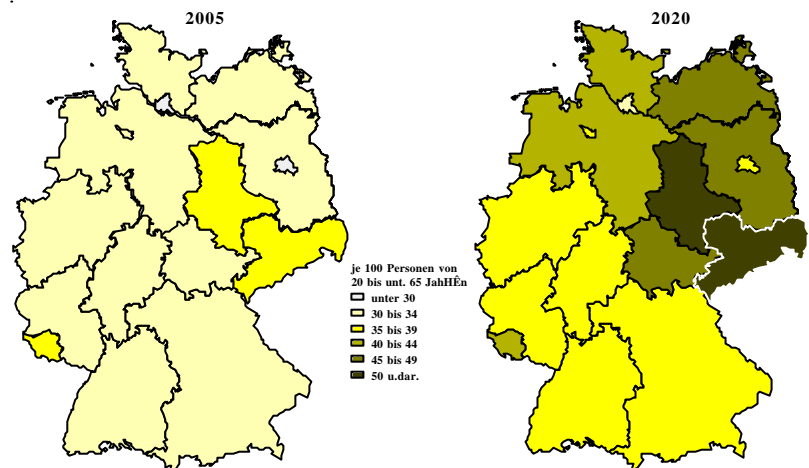 2005
2020
je 100 Personen von
20 bis unt. 65 JahHÊn
unter 30
30 bis 34
35 bis 39
40 bis 44
45 bis 49
50 u.dar.